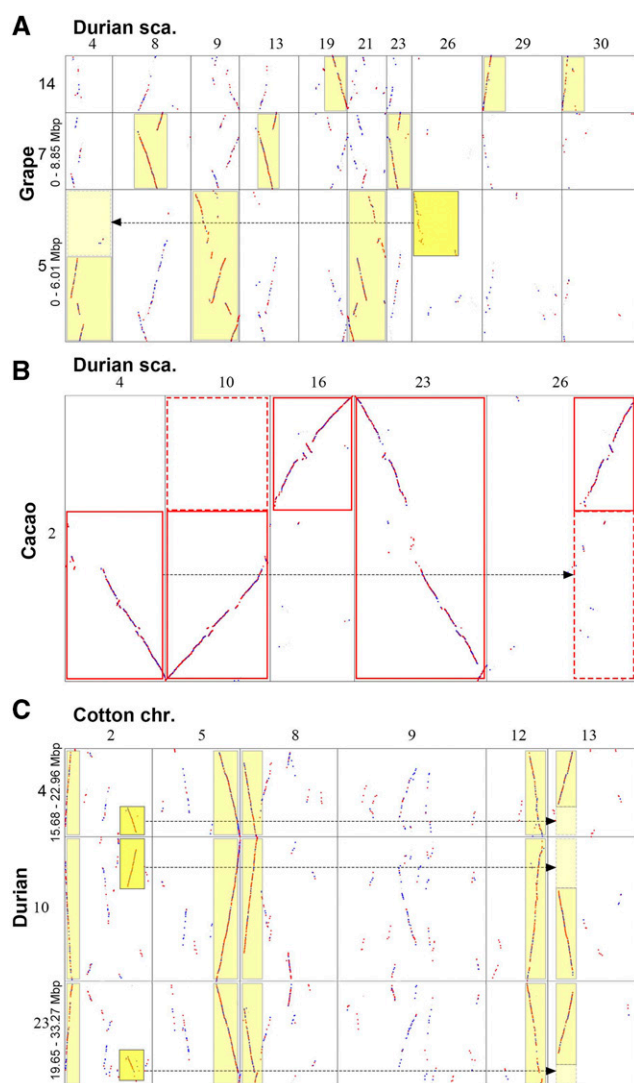 A
Durian sca.
4 8 9 13 19 21 23 26 29 30
Grape
14
7
0 - 8.85 Mbp
5
0 - 6.01 Mbp
B
Durian sca.
4 10 16 23 26
Cacao
2
C
Cotton chr.
2 5 8 9 12 13
Durian
4
15.68 - 22.96 Mbp
10
23
19.65 - 33.27 Mbp